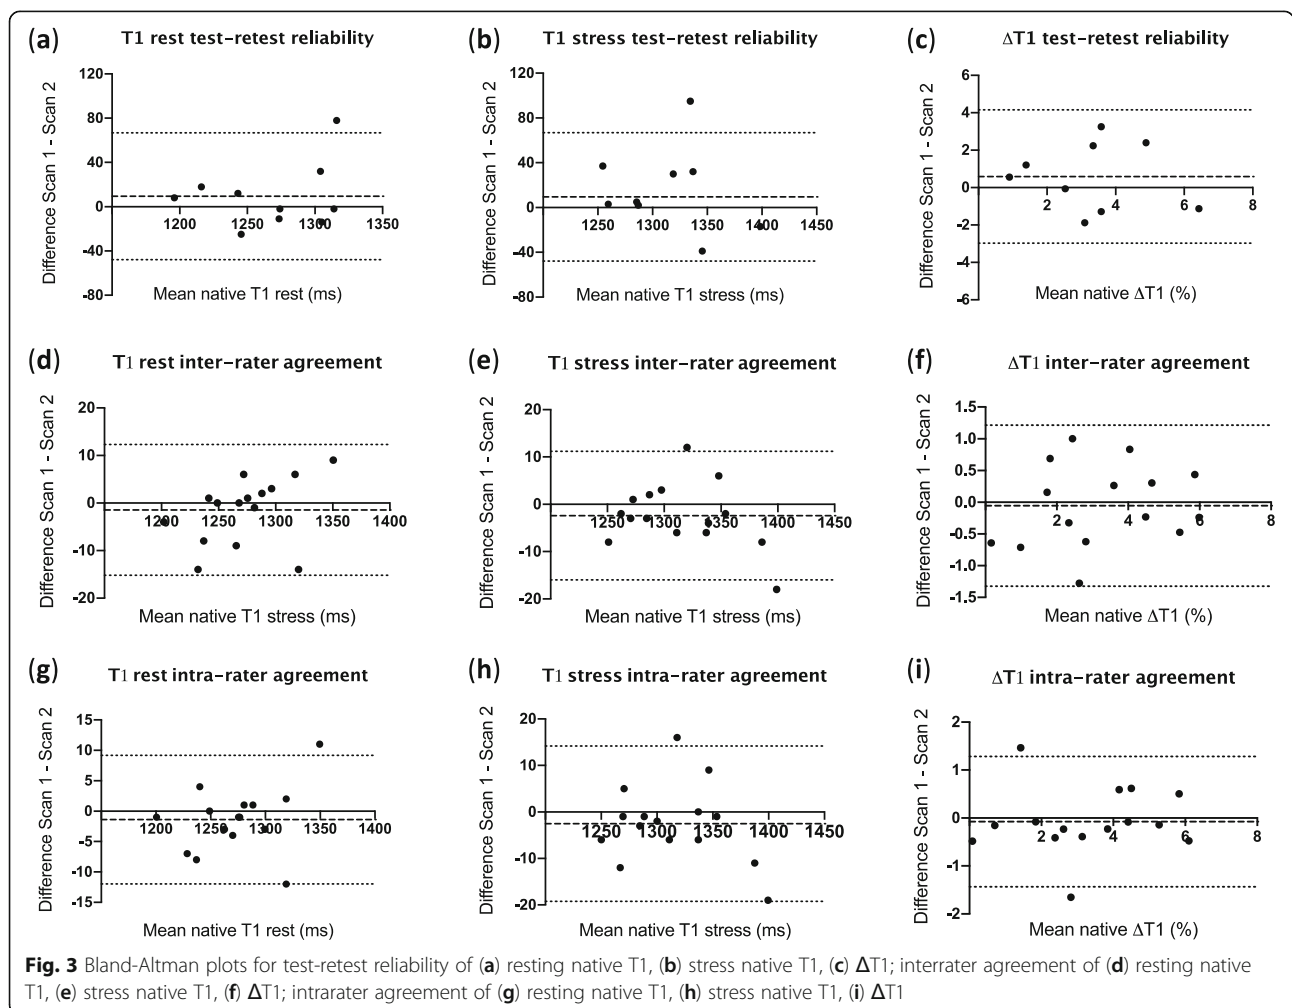 (a) T1 rest test-retest reliability
Difference Scan 1 - Scan 2
120
80
40
0
-40
-80
1200 1250 1300 1350
Mean native T1 rest (ms)
(b) T1 stress test-retest reliability
Difference Scan 1 - Scan 2
120
80
40
0
-40
-80
1250 1300 1350 1400 1450
Mean native T1 stress (ms)
(c) ΔT1 test-retest reliability
Difference Scan 1 - Scan 2
6
4
2
0
-2
-4
-6
2 4 6 8
Mean native ΔT1 (%)
(d) T1 rest inter-rater agreement
Difference Scan 1 - Scan 2
20
10
0
-10
-20
1200 1250 1300 1350 1400
Mean native T1 stress (ms)
(e) T1 stress inter-rater agreement
Difference Scan 1 - Scan 2
20
10
0
-10
-20
1250 1300 1350 1400 1450
Mean native T1 stress (ms)
(f) ΔT1 inter-rater agreement
Difference Scan 1 - Scan 2
1.5
1.0
0.5
0.0
-0.5
-1.0
-1.5
2 4 6 8
Mean native ΔT1 (%)
(g) T1 rest intra-rater agreement
Difference Scan 1 - Scan 2
15
10
5
0
-5
-10
-15
1200 1250 1300 1350 1400
Mean native T1 rest (ms)
(h) T1 stress intra-rater agreement
Difference Scan 1 - Scan 2
20
10
0
-10
-20
1250 1300 1350 1400 1450
Mean native T1 stress (ms)
(i) ΔT1 intra-rater agreement
Difference Scan 1 - Scan 2
2
1
0
-1
-2
2 4 6 8
Mean native ΔT1 (%)
Fig. 3 Bland-Altman plots for test-retest reliability of (a) resting native T1, (b) stress native T1, (c) ΔT1; interrater agreement of (d) resting native
T1, (e) stress native T1, (f) ΔT1; intrarater agreement of (g) resting native T1, (h) stress native T1, (i) ΔT1